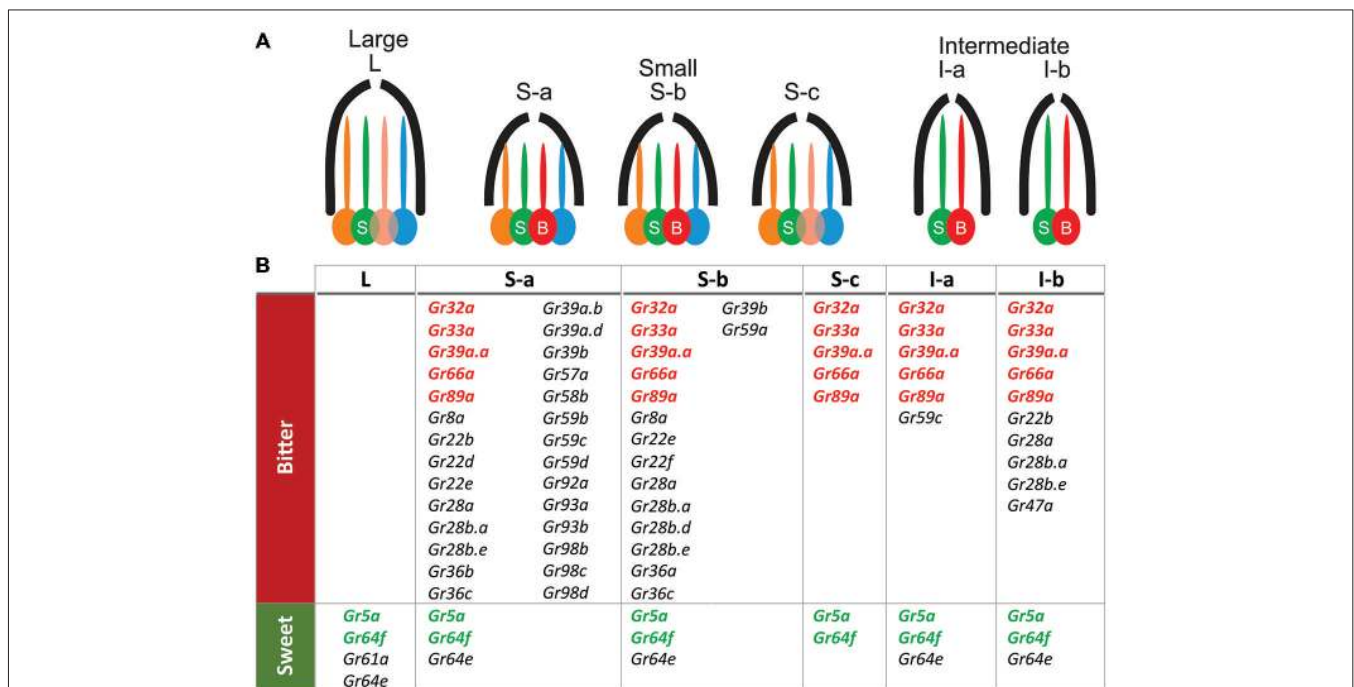 A
Large
L
S-a
Small
S-b
S-c
Intermediate
I-a I-b
S
S B
S B
S
S B
S B
B
L S-a S-b S-c I-a I-b
Bitter
Gr32a Gr39a.b Gr32a Gr39b Gr32a Gr32a Gr32a
Gr33a Gr39a.d Gr33a Gr59a Gr33a Gr33a Gr33a
Gr39a.a Gr39b Gr39a.a Gr39a.a Gr39a.a Gr39a.a
Gr66a Gr57a Gr66a Gr66a Gr66a Gr66a
Gr89a Gr58b Gr89a Gr89a Gr89a Gr89a
Gr8a Gr59b Gr8a Gr59c Gr22b
Gr22b Gr59c Gr22e Gr28a
Gr22d Gr59d Gr22f Gr28b.a
Gr22e Gr92a Gr28a Gr28b.e
Gr28a Gr93a Gr28b.a Gr47a
Gr28b.a Gr93b Gr28b.d
Gr28b.e Gr98b Gr28b.e
Gr36b Gr98c Gr36a
Gr36c Gr98d Gr36c
Sweet
Gr5a Gr5a Gr5a Gr5a Gr5a Gr5a
Gr64f Gr64f Gr64f Gr64f Gr64f Gr64f
Gr61a Gr64e Gr64e Gr64e Gr64e
Gr64e